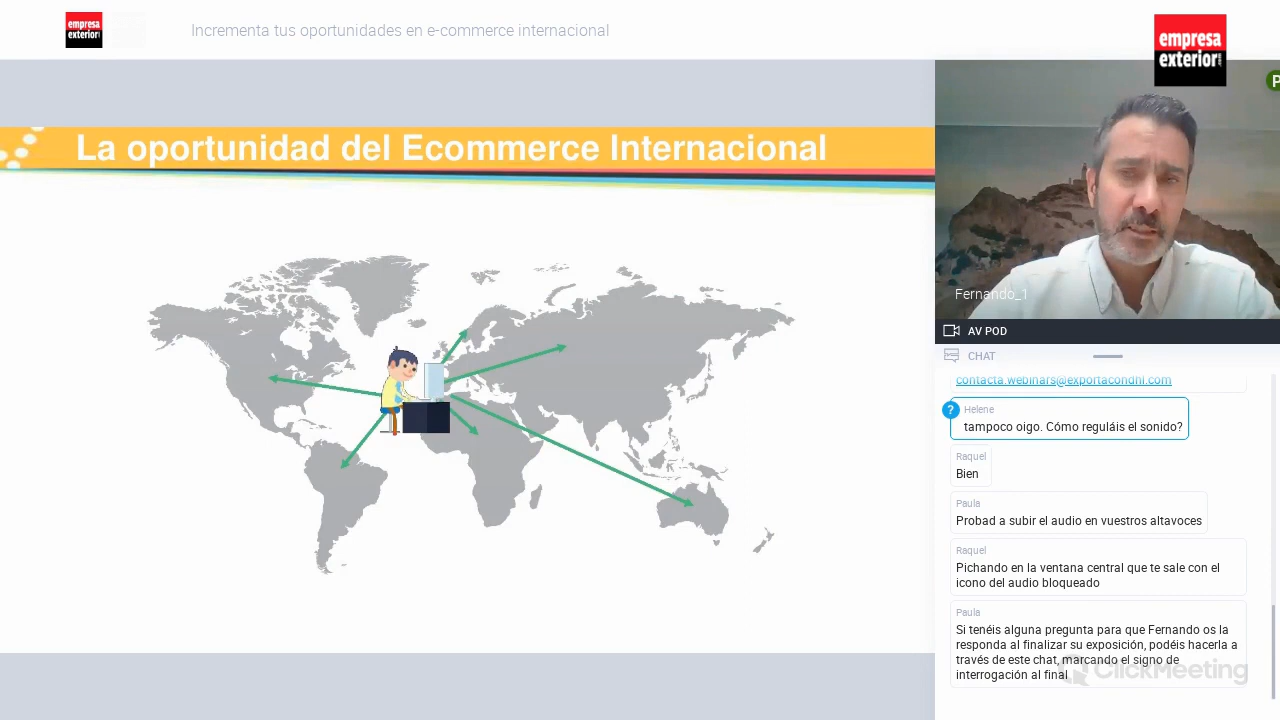 empresa
exterior.com
Incrementa tus oportunidades en e-commerce internacional
empresa
exterior.com
La oportunidad del Ecommerce Internacional
P
Fernando_1
AV POD
CHAT
contacta.webinars@exportacondhl.com
?
Helene
tampoco oigo. Cómo reguláis el sonido?
Raquel
Bien
Paula
Probad a subir el audio en vuestros altavoces
Raquel
Pichando en la ventana central que te sale con el
icono del audio bloqueado
Paula
Si tenéis alguna pregunta para que Fernando os la
responda al finalizar su exposición, podéis hacerla a
través de este chat, marcando el signo de
interrogación al final
ClickMeeting